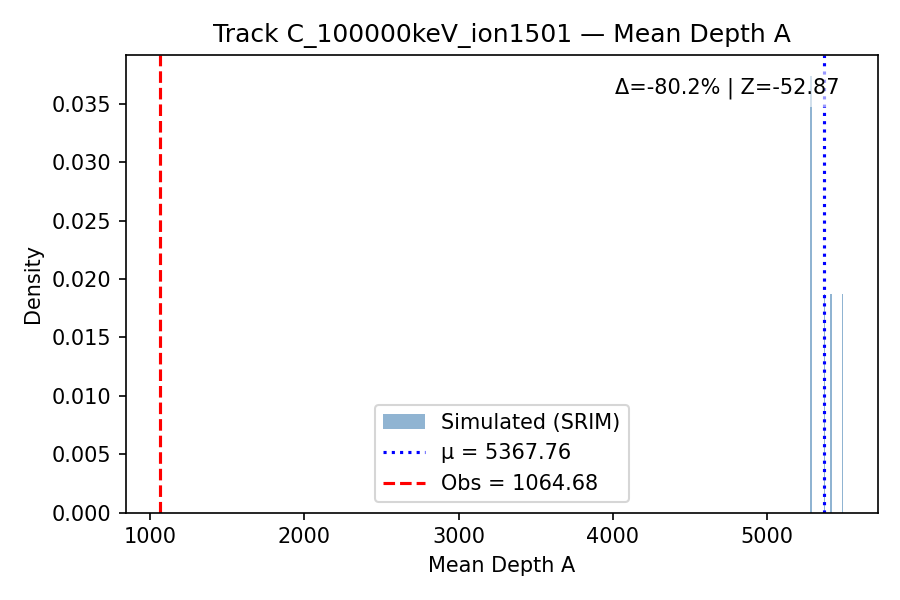 Track C_100000keV_ion1501 — Mean Depth A
Δ=-80.2% | Z=-52.87
0.035
0.030
0.025
0.020
0.015
0.010
0.005
0.000
Density
Simulated (SRIM)
μ = 5367.76
Obs = 1064.68
1000 2000 3000 4000 5000
Mean Depth A